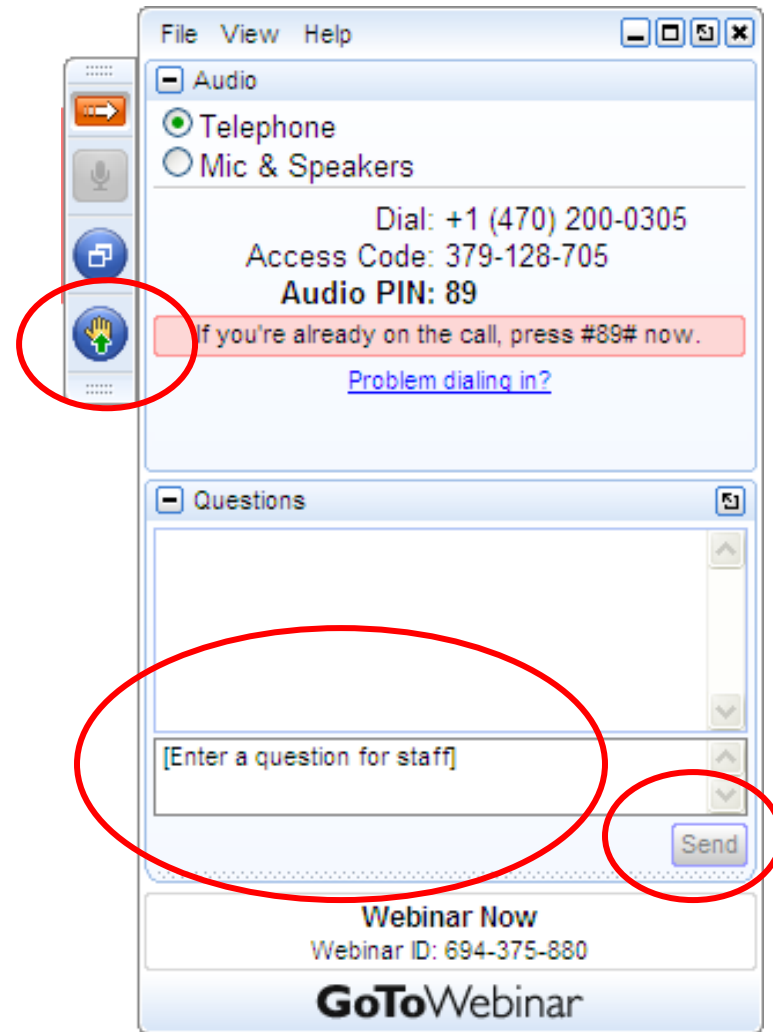 File View Help
Audio
Telephone
Mic & Speakers
Dial: +1 (470) 200-0305
Access Code: 379-128-705
Audio PIN: 89
If you're already on the call, press #89# now.
Problem dialing in?
Questions
[Enter a question for staff]
Send
Webinar Now
Webinar ID: 694-375-880
GoToWebinar